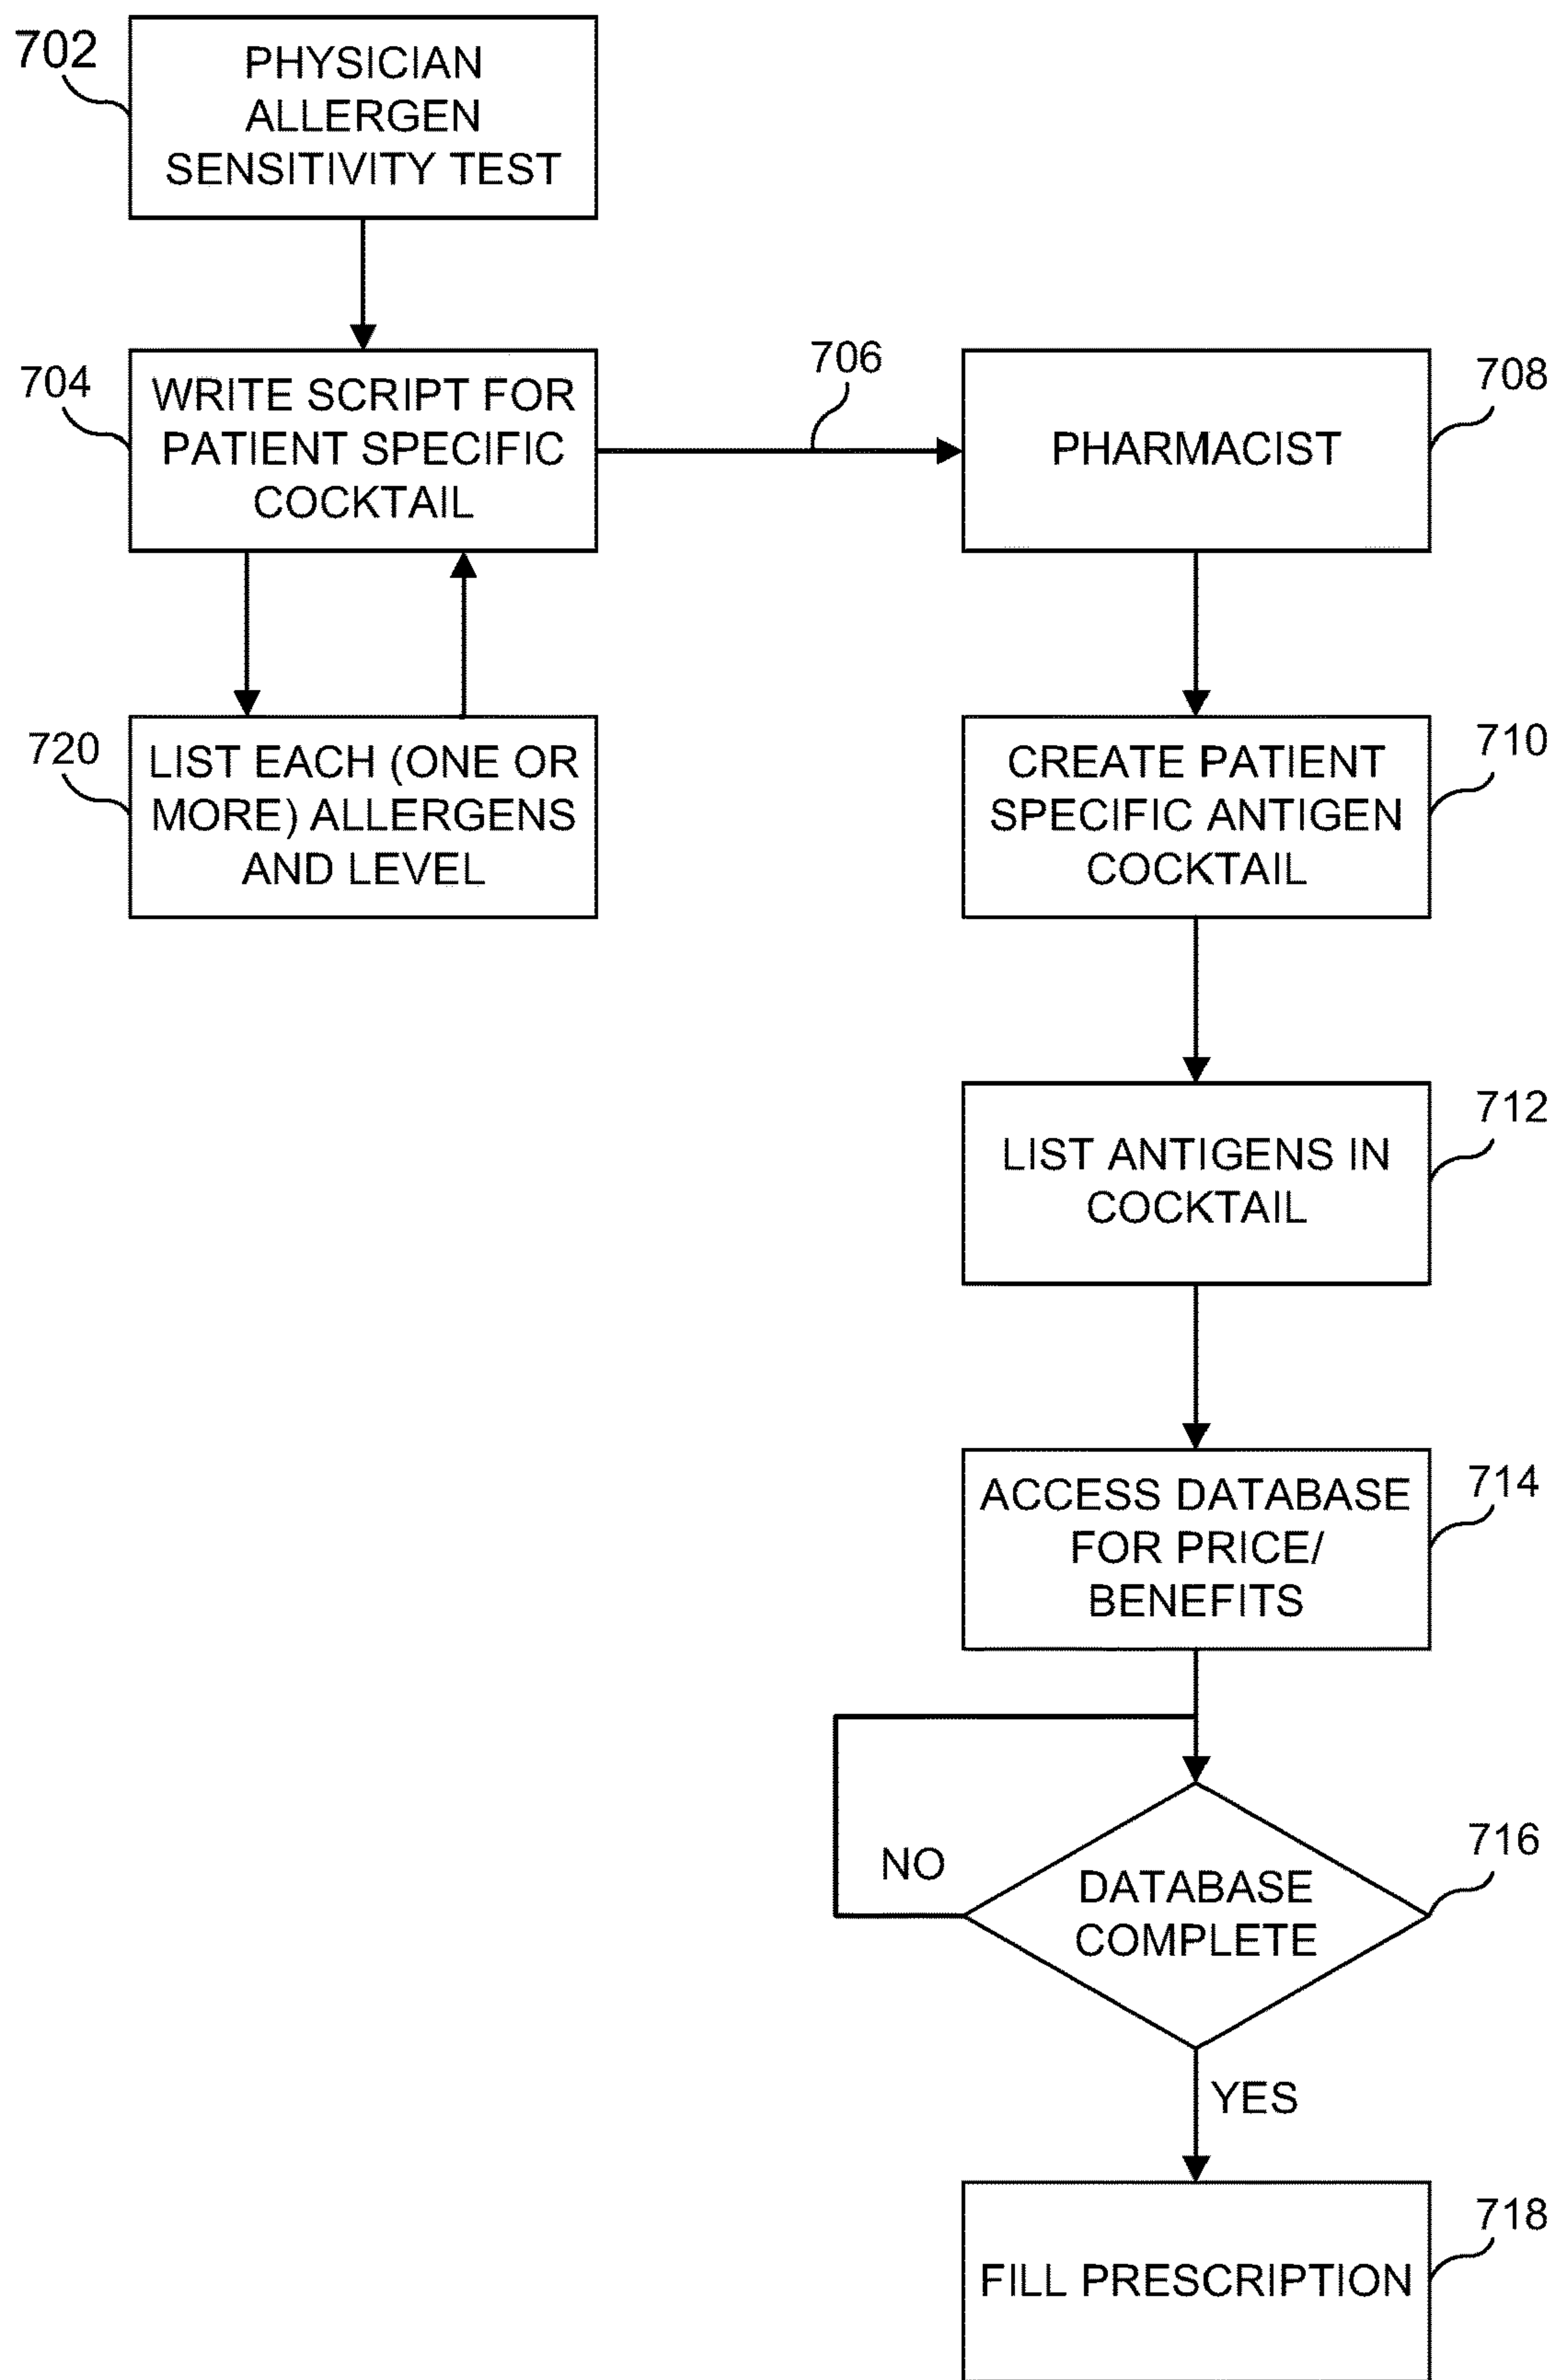 702
PHYSICIAN
ALLERGEN
SENSITIVITY TEST
704
WRITE SCRIPT FOR
PATIENT SPECIFIC
COCKTAIL
706
PHARMACIST
708
720
LIST EACH (ONE OR
MORE) ALLERGENS
AND LEVEL
CREATE PATIENT
SPECIFIC ANTIGEN
COCKTAIL
710
LIST ANTIGENS IN
COCKTAIL
712
ACCESS DATABASE
FOR PRICE/
BENEFITS
714
NO
DATABASE
COMPLETE
716
YES
FILL PRESCRIPTION
718